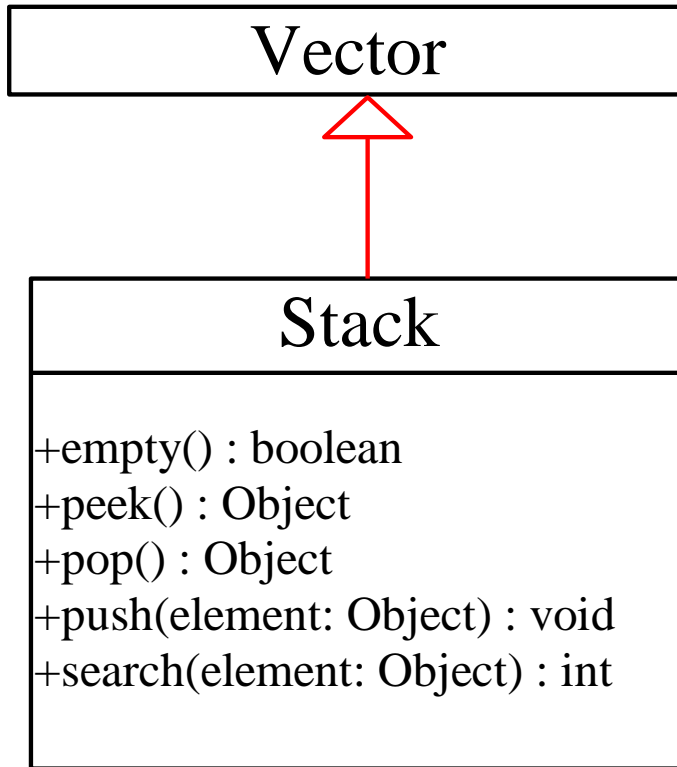 Vector
Stack
+empty() : boolean
+peek() : Object
+pop() : Object
+push(element: Object) : void
+search(element: Object) : int